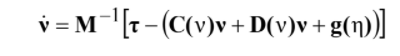 ν̇ = M⁻¹[τ − (C(ν)ν + D(ν)ν + g(η))]